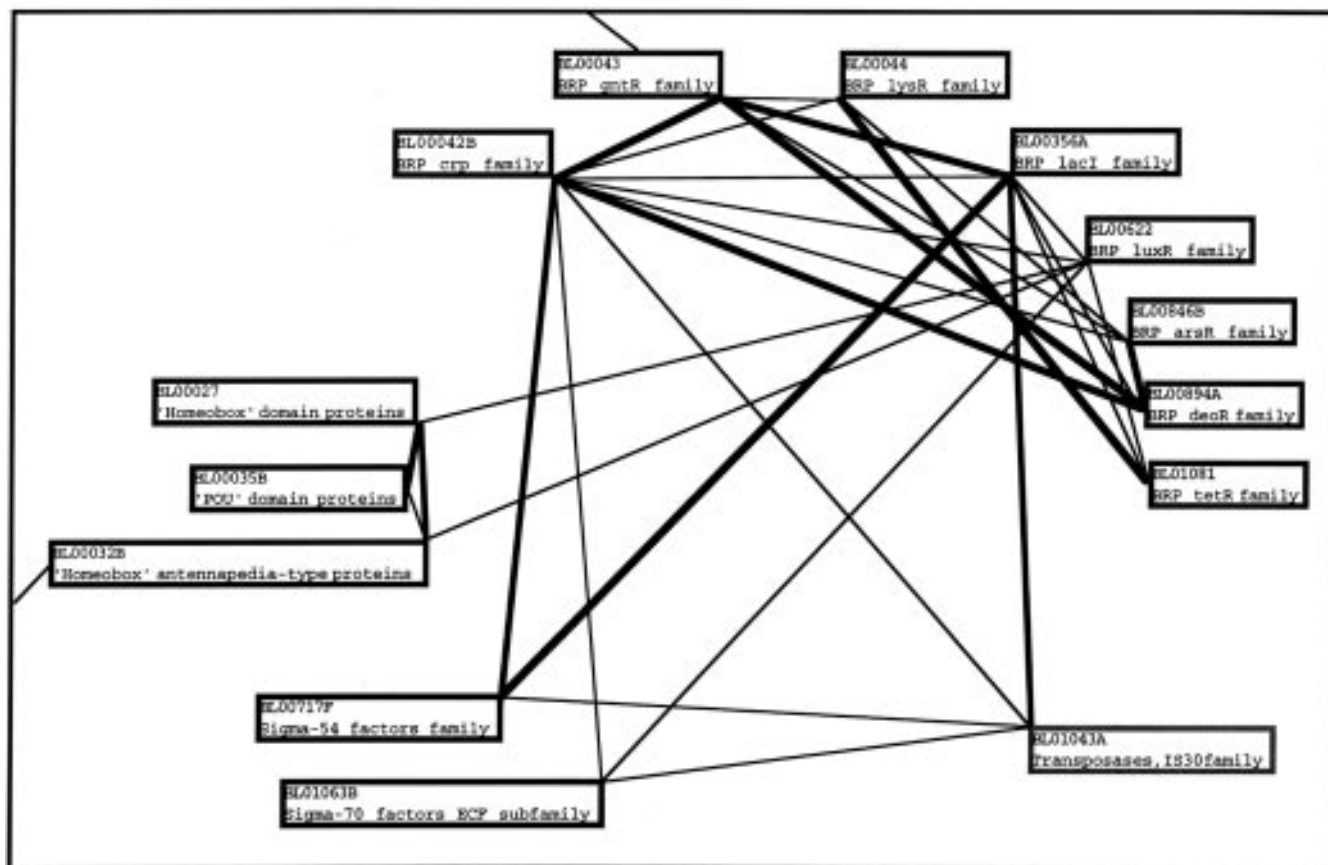 BL00043
BRP gntR family
BL00044
BRP lysR family
BL00042B
BRP crp family
BL00356A
BRP lacI family
BL00622
BRP luxR family
BL00846B
BRP arsR family
BL00027
'Homeobox' domain proteins
BL00894A
BRP deoR family
BL00035B
'POU' domain proteins
BL01081
BRP tetR family
BL00032B
'Homeobox' antennapedia-type proteins
BL00717F
Sigma-54 factors family
BL01043A
Transposases,IS30family
BL01063B
Sigma-70 factors ECF subfamily